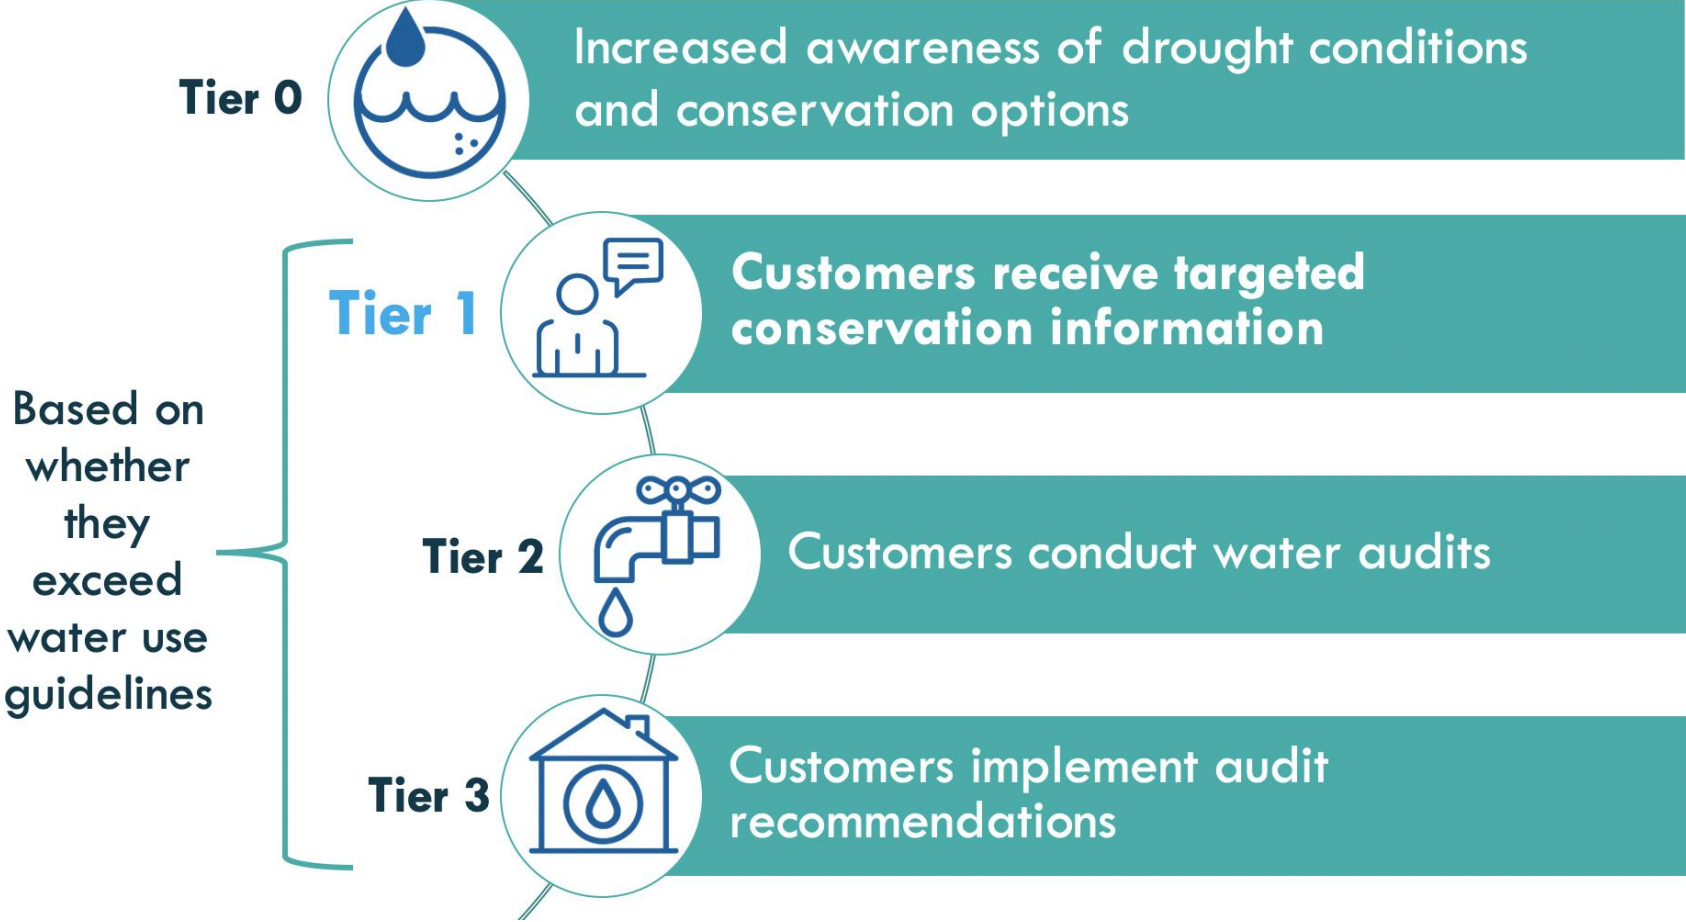 Tier 0
Increased awareness of drought conditions
and conservation options
Tier 1
Customers receive targeted
conservation information
Based on
whether
they
exceed
water use
guidelines
Tier 2
Customers conduct water audits
Tier 3
Customers implement audit
recommendations